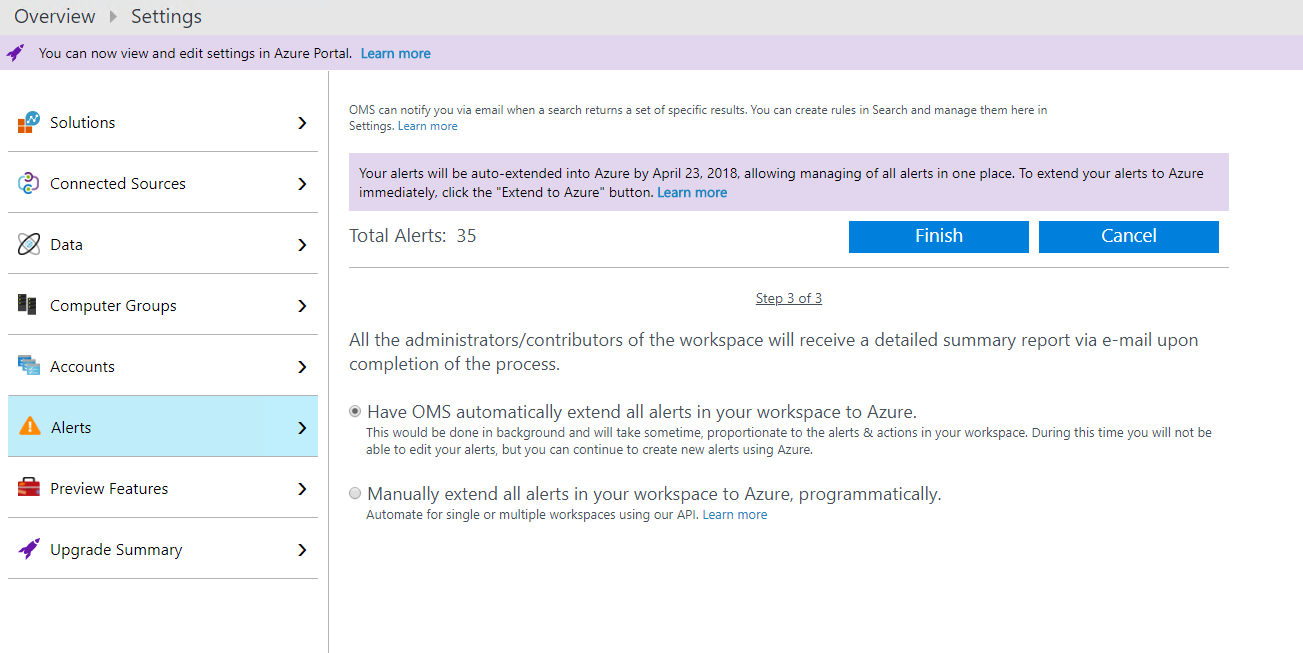 Overview Settings
You can now view and edit settings in Azure Portal. Learn more
Solutions
Connected Sources
Data
Computer Groups
Accounts
Alerts
Preview Features
Upgrade Summary
OMS can notify you via email when a search returns a set of specific results. You can create rules in Search and manage them here in
Settings. Learn more
Your alerts will be auto-extended into Azure by April 23, 2018, allowing managing of all alerts in one place. To extend your alerts to Azure
immediately, click the "Extend to Azure" button. Learn more
Total Alerts: 35
Finish
Cancel
Step 3 of 3
All the administrators/contributors of the workspace will receive a detailed summary report via e-mail upon
completion of the process.
Have OMS automatically extend all alerts in your workspace to Azure.
This would be done in background and will take sometime, proportionate to the alerts & actions in your workspace. During this time you will not be
able to edit your alerts, but you can continue to create new alerts using Azure.
Manually extend all alerts in your workspace to Azure, programmatically.
Automate for single or multiple workspaces using our API. Learn more